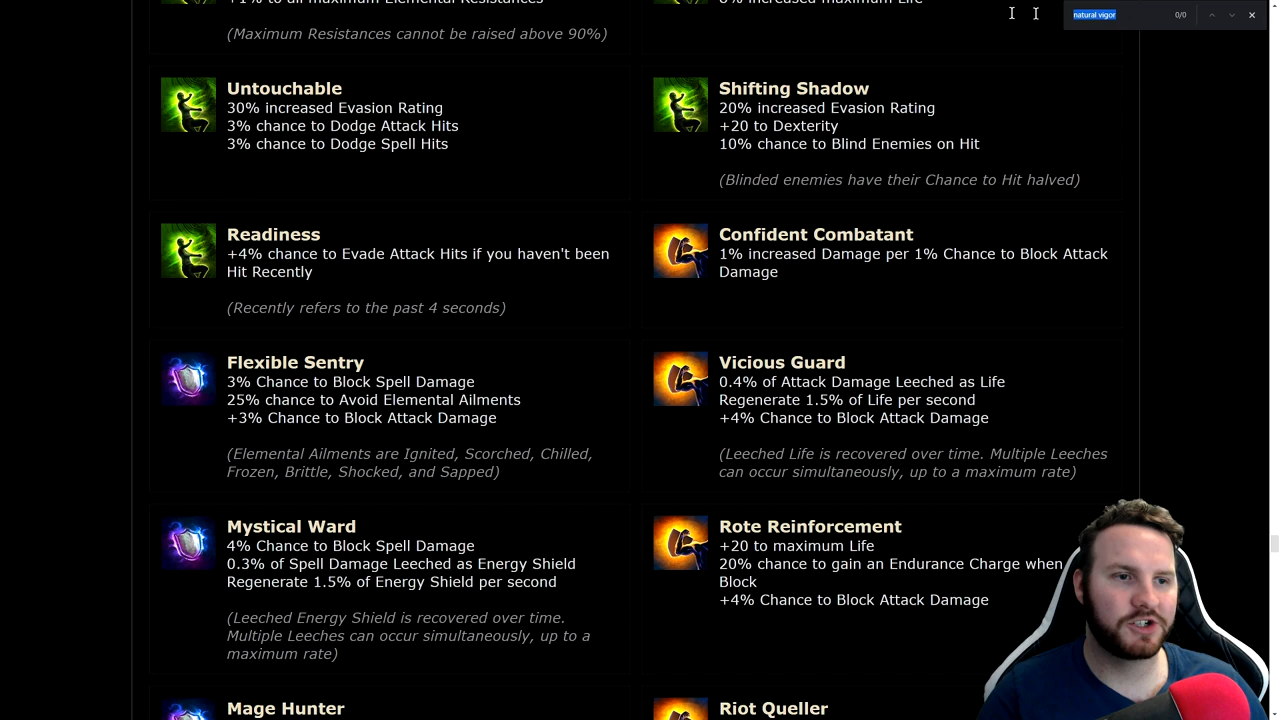 +1% to all maximum Elemental Resistances
(Maximum Resistances cannot be raised above 90%)
8% increased maximum Life
natural vigor
0/0
Untouchable
30% increased Evasion Rating
3% chance to Dodge Attack Hits
3% chance to Dodge Spell Hits
Shifting Shadow
20% increased Evasion Rating
+20 to Dexterity
10% chance to Blind Enemies on Hit
(Blinded enemies have their Chance to Hit halved)
Readiness
+4% chance to Evade Attack Hits if you haven't been
Hit Recently
(Recently refers to the past 4 seconds)
Confident Combatant
1% increased Damage per 1% Chance to Block Attack
Damage
Flexible Sentry
3% Chance to Block Spell Damage
25% chance to Avoid Elemental Ailments
+3% Chance to Block Attack Damage
(Elemental Ailments are Ignited, Scorched, Chilled,
Frozen, Brittle, Shocked, and Sapped)
Vicious Guard
0.4% of Attack Damage Leeched as Life
Regenerate 1.5% of Life per second
+4% Chance to Block Attack Damage
(Leeched Life is recovered over time. Multiple Leeches
can occur simultaneously, up to a maximum rate)
Mystical Ward
4% Chance to Block Spell Damage
0.3% of Spell Damage Leeched as Energy Shield
Regenerate 1.5% of Energy Shield per second
(Leeched Energy Shield is recovered over time.
Multiple Leeches can occur simultaneously, up to a
maximum rate)
Rote Reinforcement
+20 to maximum Life
20% chance to gain an Endurance Charge when
Block
+4% Chance to Block Attack Damage
Mage Hunter
Riot Queller